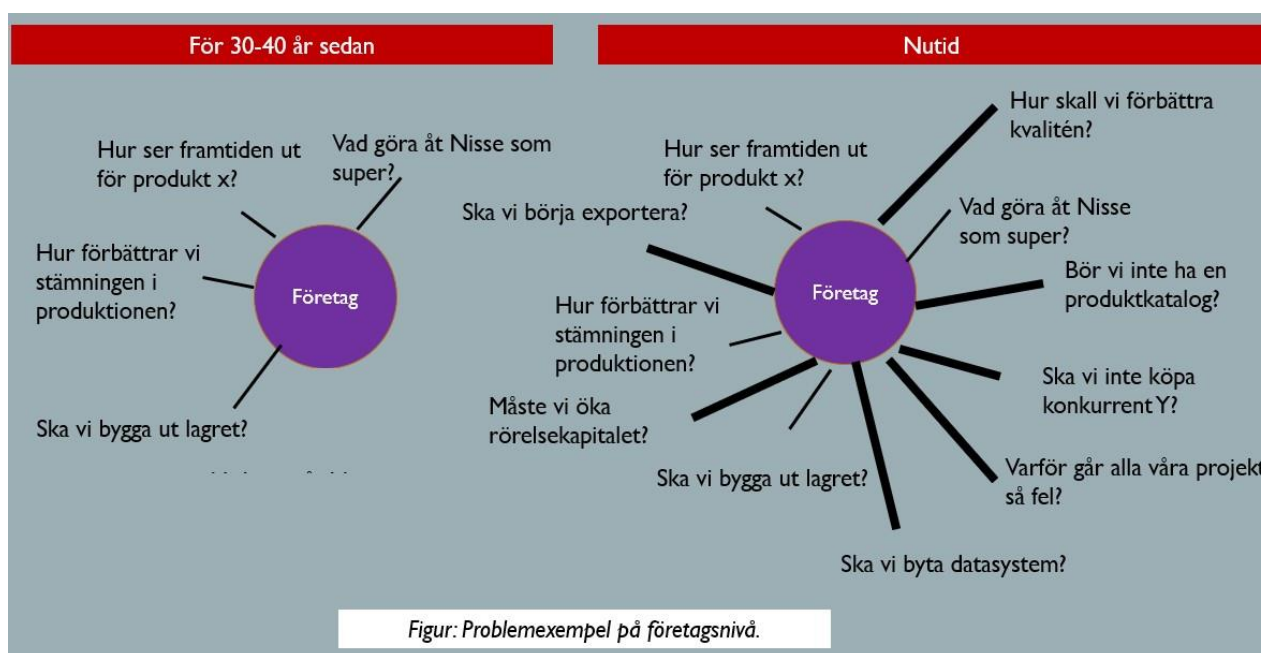 För 30-40 år sedan
Hur ser framtiden ut
för produkt x?
Vad göra åt Nisse som
super?
Hur förbättrar vi
stämningen i
produktionen?
Företag
Ska vi bygga ut lagret?
Nutid
Hur skall vi förbättra
kvalitén?
Hur ser framtiden ut
för produkt x?
Ska vi börja exportera?
Vad göra åt Nisse
som super?
Bör vi inte ha en
produktkatalog?
Företag
Hur förbättrar vi
stämningen i
produktionen?
Ska vi inte köpa
konkurrent Y?
Måste vi öka
rörelsekapitalet?
Ska vi bygga ut lagret?
Varför går alla våra projekt
så fel?
Ska vi byta datasystem?
Figur: Problemexempel på företagsnivå.